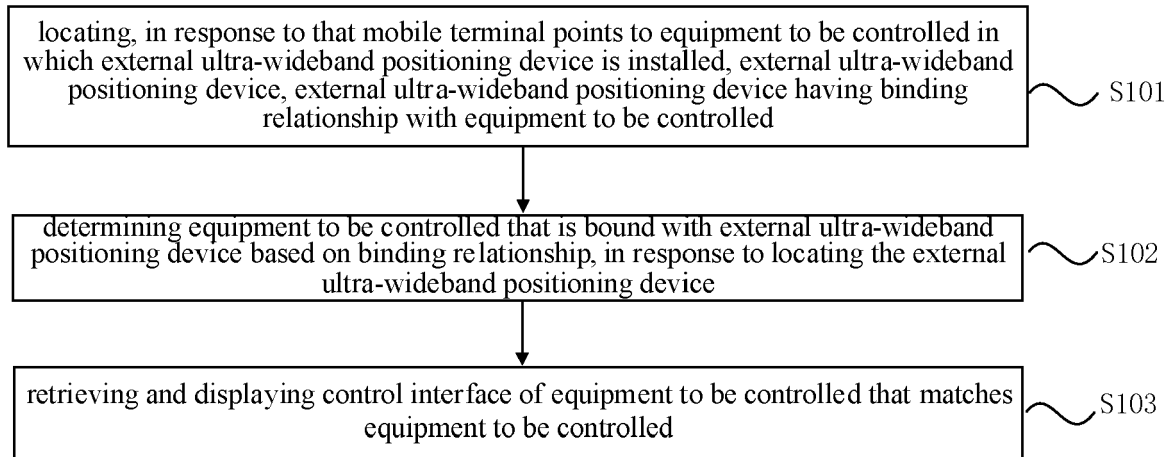 locating, in response to that mobile terminal points to equipment to be controlled in
which external ultra-wideband positioning device is installed, external ultra-wideband
positioning device, external ultra-wideband positioning device having binding
relationship with equipment to be controlled
S101
determining equipment to be controlled that is bound with external ultra-wideband
positioning device based on binding relationship, in response to locating the external
ultra-wideband positioning device
S102
retrieving and displaying control interface of equipment to be controlled that matches
equipment to be controlled
S103